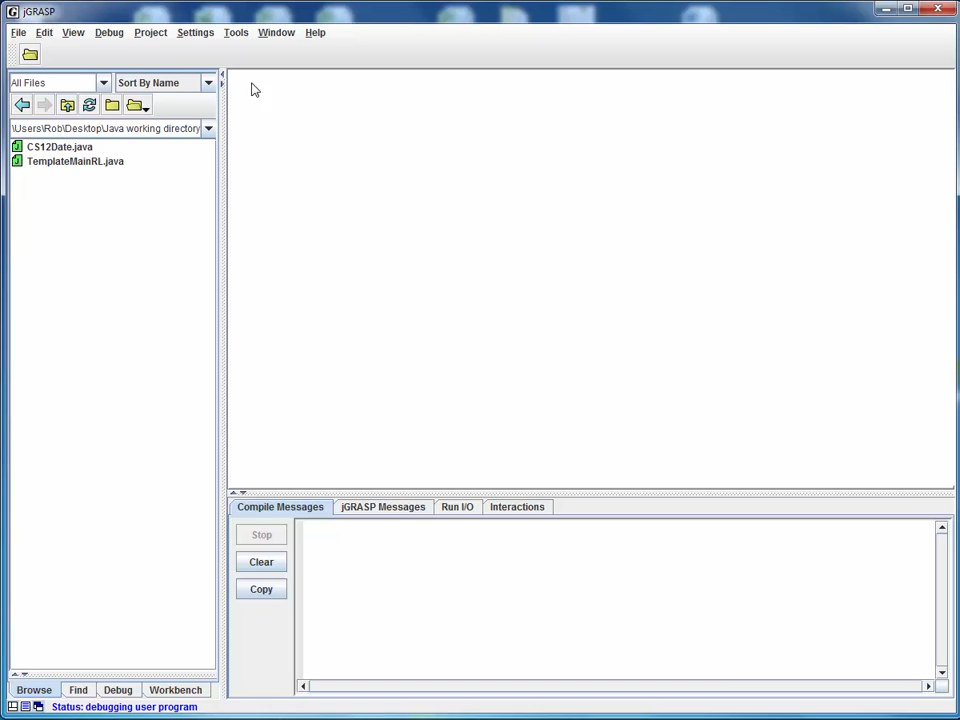 jGRASP
File Edit View Debug Project Settings Tools Window Help
All Files Sort By Name
\Users\Rob\Desktop\Java working directory
CS12Date.java
TemplateMainRL.java
Compile Messages jGRASP Messages Run I/O Interactions
Stop
Clear
Copy
Browse Find Debug Workbench
Status: debugging user program